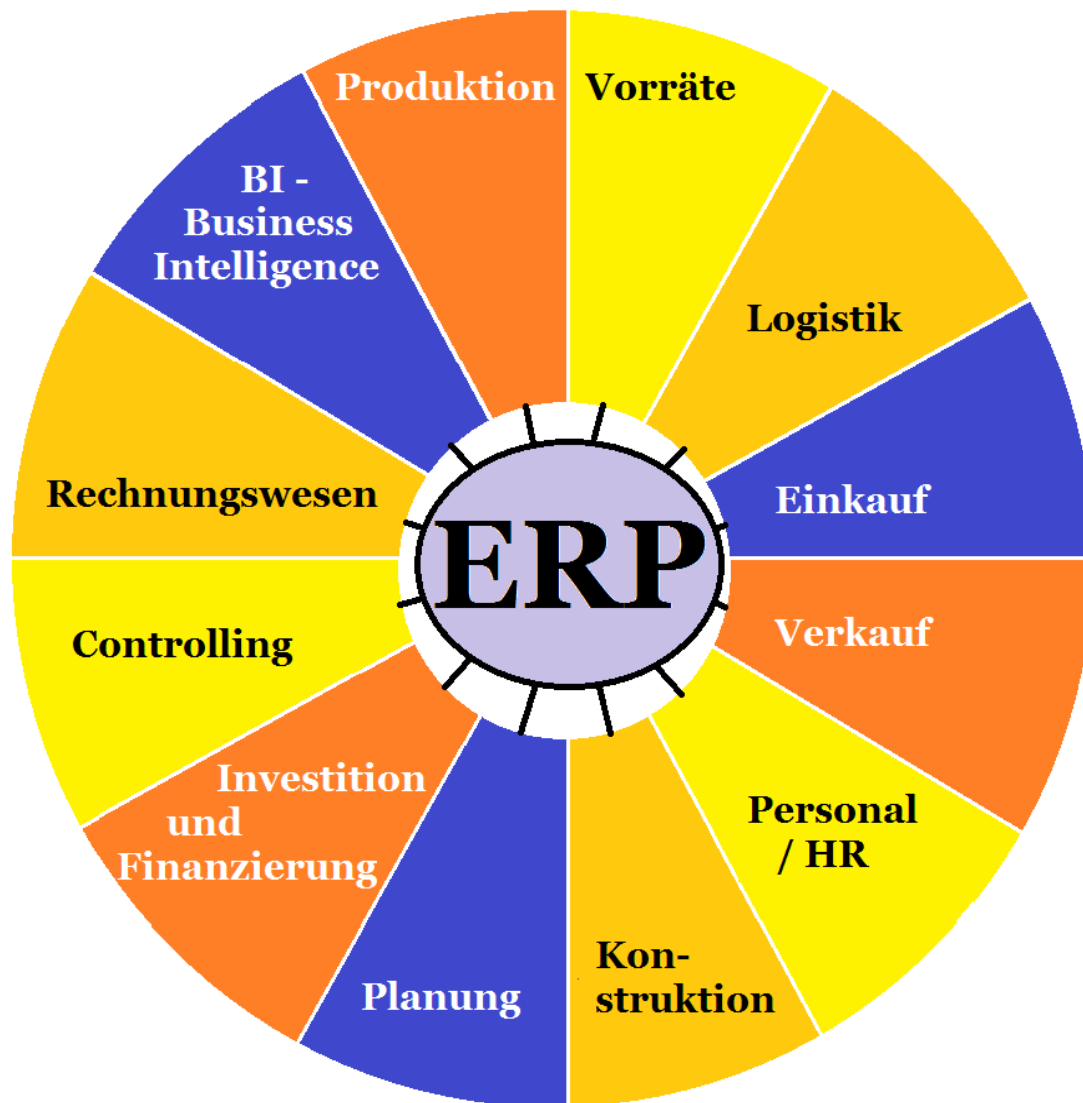 Produktion
Vorräte
BI -
Business
Intelligence
Logistik
Rechnungswesen
Einkauf
ERP
Controlling
Verkauf
Investition
und
Finanzierung
Personal
/ HR
Planung
Kon-
struktion